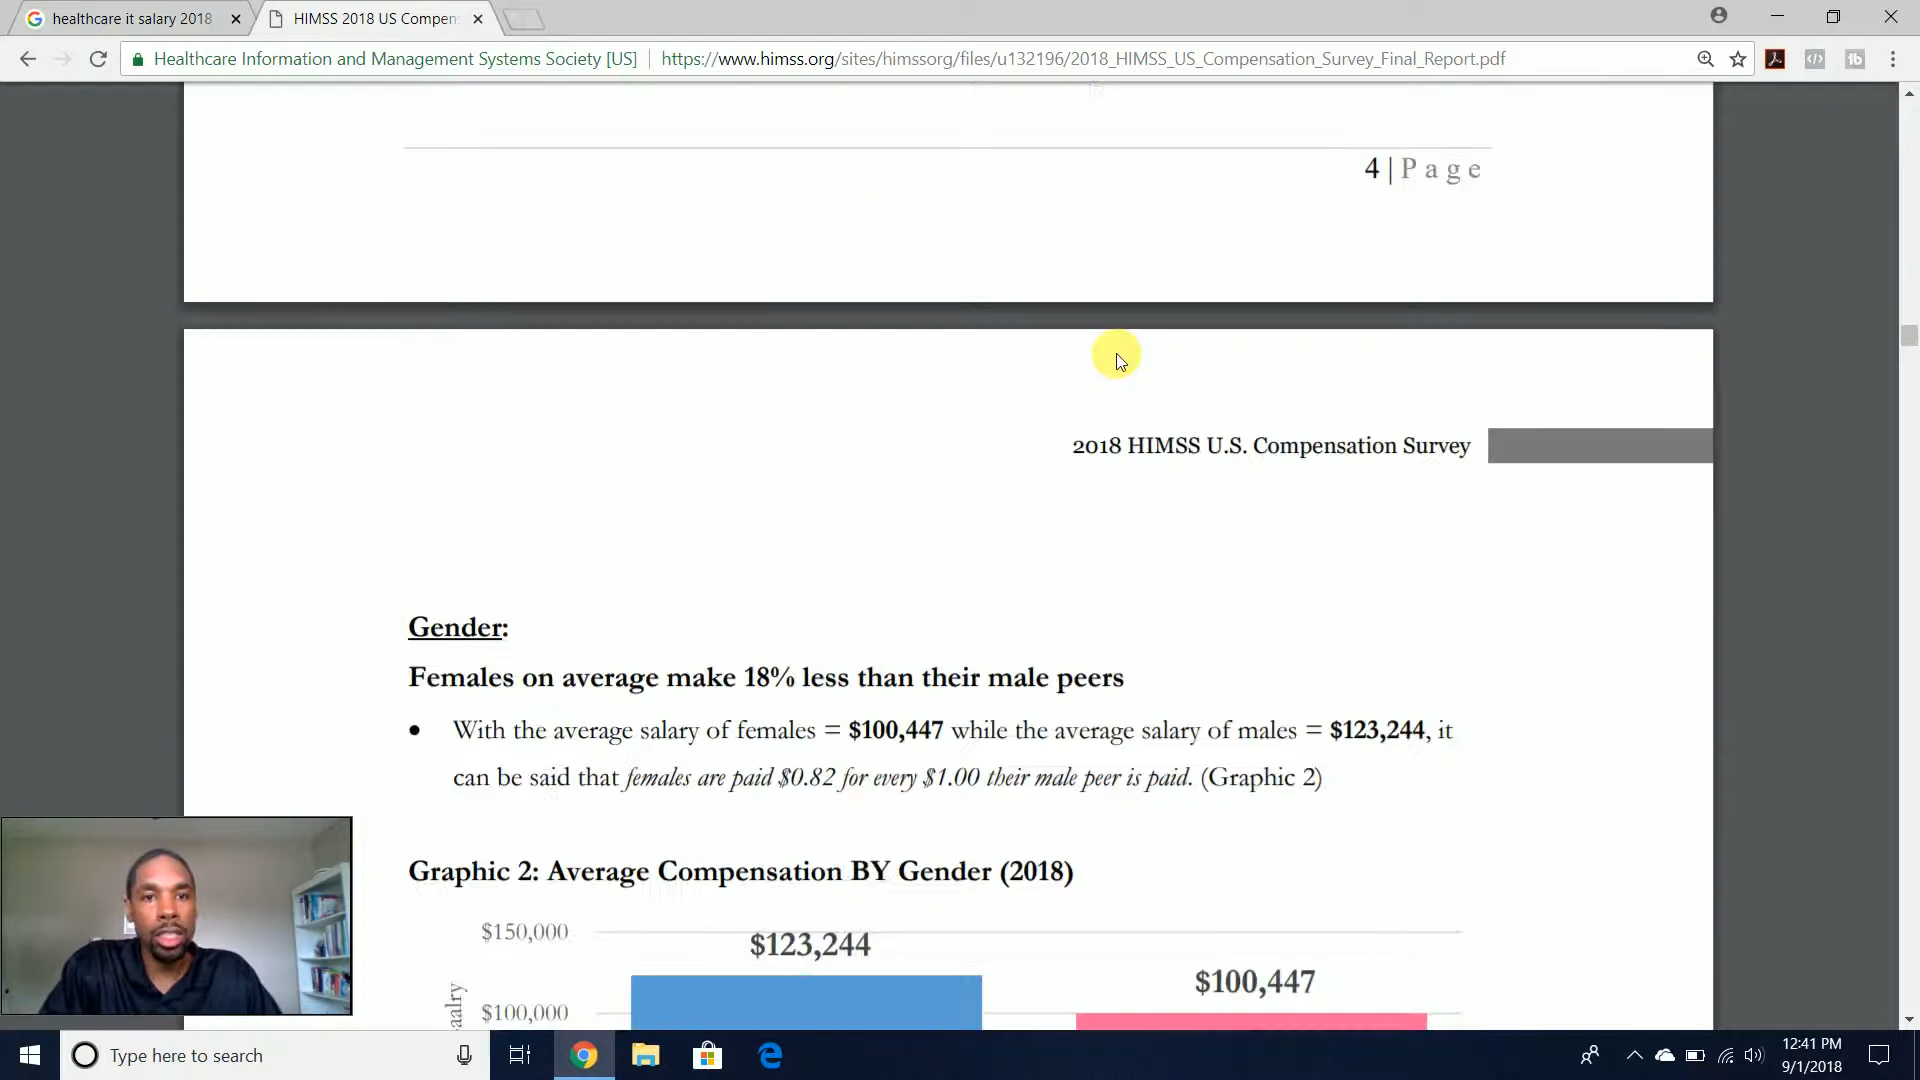 healthcare it salary 2018
HIMSS 2018 US Compens
Healthcare Information and Management Systems Society [US]
https://www.himss.org/sites/himssorg/files/u132196/2018_HIMSS_US_Compensation_Survey_Final_Report.pdf
4 | Page
2018 HIMSS U.S. Compensation Survey
Gender:
Females on average make 18% less than their male peers
• With the average salary of females = $100,447 while the average salary of males = $123,244, it
can be said that females are paid $0.82 for every $1.00 their male peer is paid. (Graphic 2)
Graphic 2: Average Compensation BY Gender (2018)
$150,000
$123,244
$100,447
$100,000
aalry
Type here to search
12:41 PM
9/1/2018